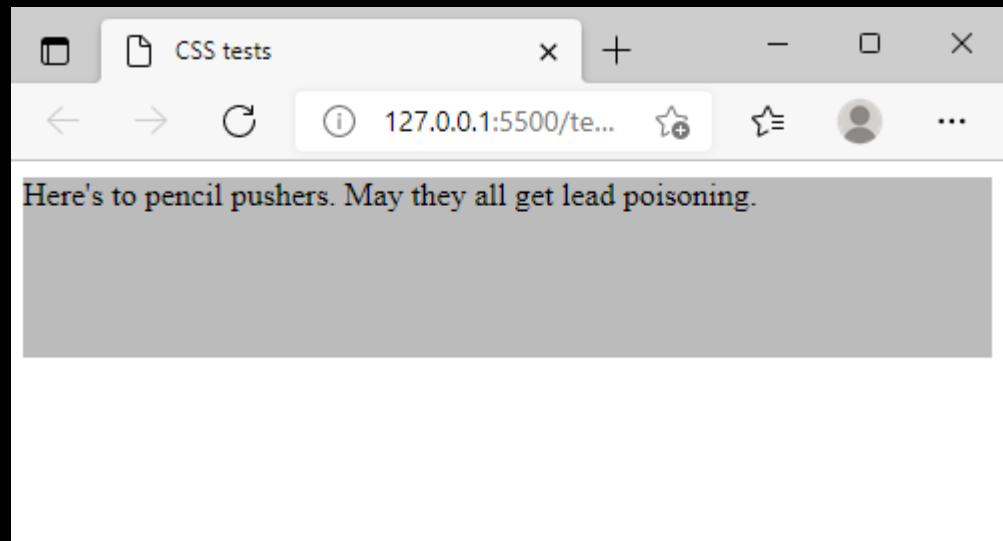 CSS tests
127.0.0.1:5500/te...
Here's to pencil pushers. May they all get lead poisoning.